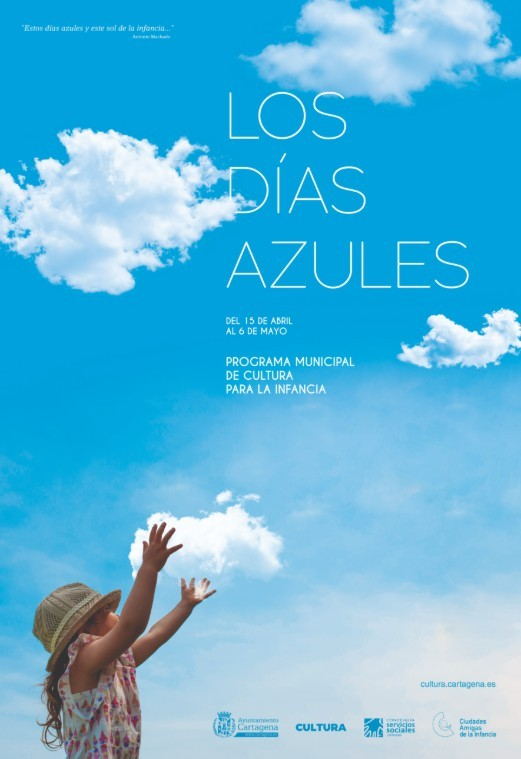 "Estos días azules y este sol de la infancia..."
Antonio Machado
LOS
DÍAS
AZULES
DEL 15 DE ABRIL
AL 6 DE MAYO
PROGRAMA MUNICIPAL
DE CULTURA
PARA LA INFANCIA
cultura.cartagena.es
Ayuntamiento
Cartagena
CULTURA
CONCEJALÍA
servicios
sociales
Ciudades
Amigas
de la Infancia